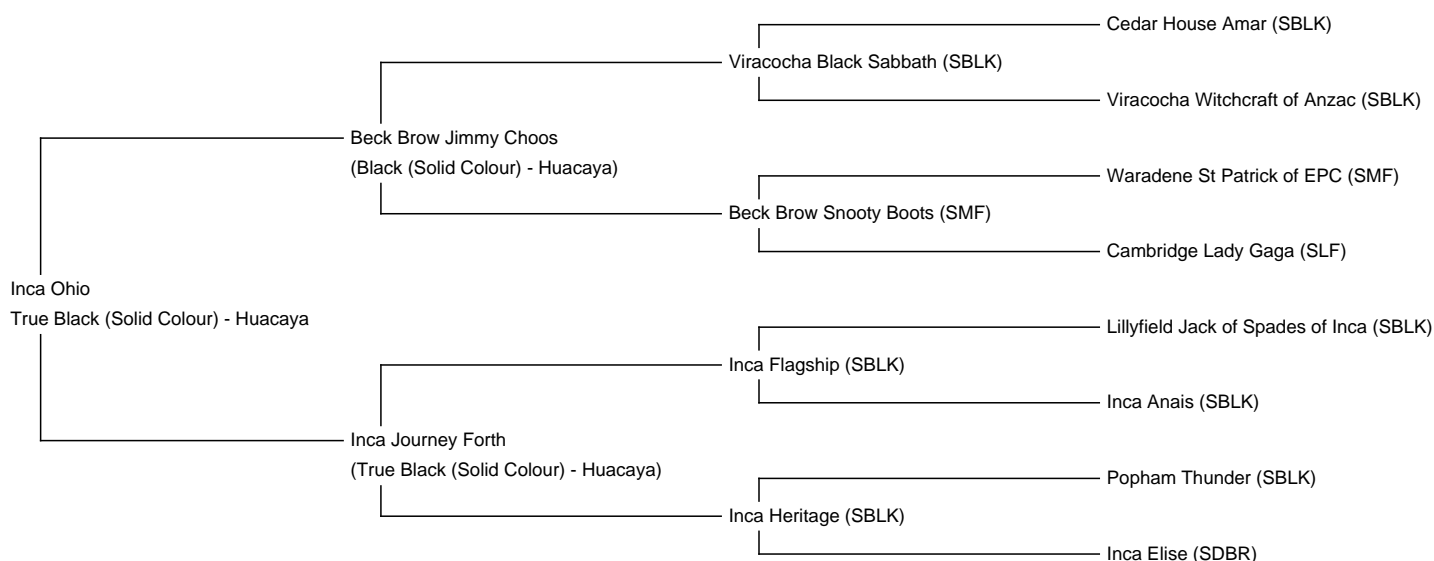 Cedar House Amar (SBLK)
Viracocha Black Sabbath (SBLK)
Viracocha Witchcraft of Anzac (SBLK)
Beck Brow Jimmy Choos
(Black (Solid Colour) - Huacaya)
Waradene St Patrick of EPC (SMF)
Beck Brow Snooty Boots (SMF)
Cambridge Lady Gaga (SLF)
Inca Ohio
True Black (Solid Colour) - Huacaya
Lillyfield Jack of Spades of Inca (SBLK)
Inca Flagship (SBLK)
Inca Anais (SBLK)
Inca Journey Forth
(True Black (Solid Colour) - Huacaya)
Popham Thunder (SBLK)
Inca Heritage (SBLK)
Inca Elise (SDBR)